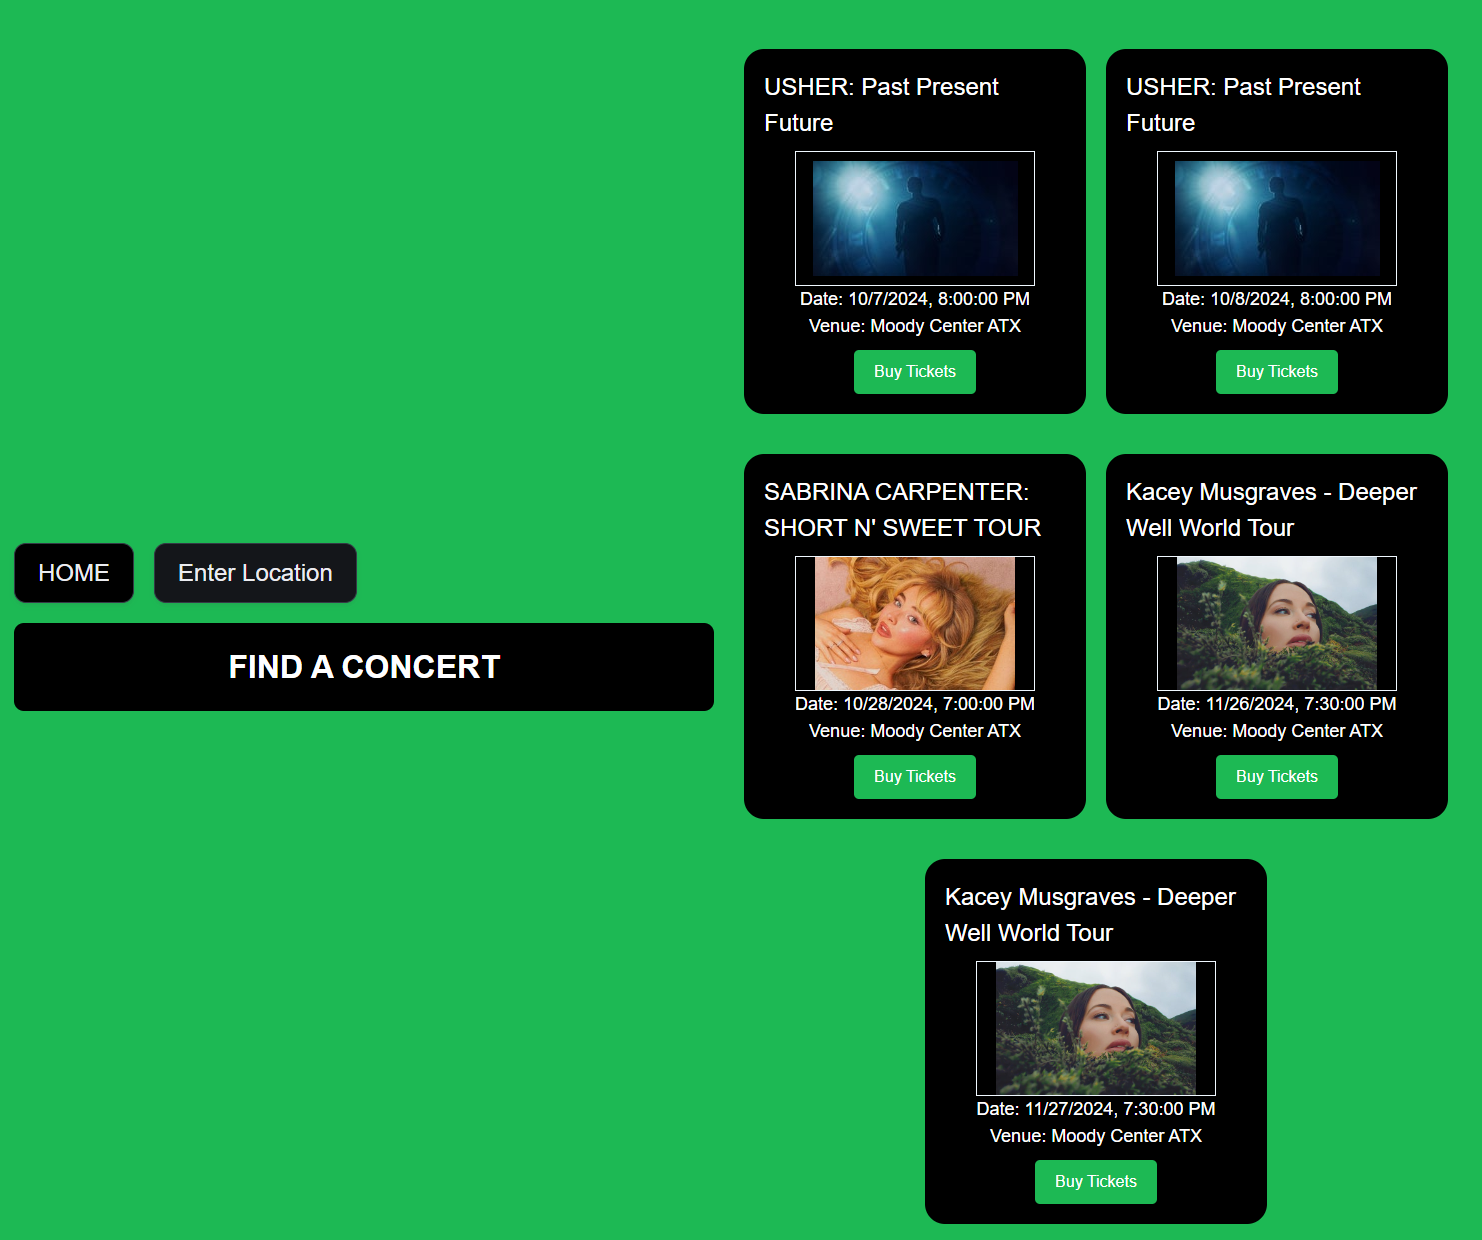 HOME
Enter Location
FIND A CONCERT
USHER: Past Present
Future
Date: 10/7/2024, 8:00:00 PM
Venue: Moody Center ATX
Buy Tickets
USHER: Past Present
Future
Date: 10/8/2024, 8:00:00 PM
Venue: Moody Center ATX
Buy Tickets
SABRINA CARPENTER:
SHORT N' SWEET TOUR
Date: 10/28/2024, 7:00:00 PM
Venue: Moody Center ATX
Buy Tickets
Kacey Musgraves - Deeper
Well World Tour
Date: 11/26/2024, 7:30:00 PM
Venue: Moody Center ATX
Buy Tickets
Kacey Musgraves - Deeper
Well World Tour
Date: 11/27/2024, 7:30:00 PM
Venue: Moody Center ATX
Buy Tickets